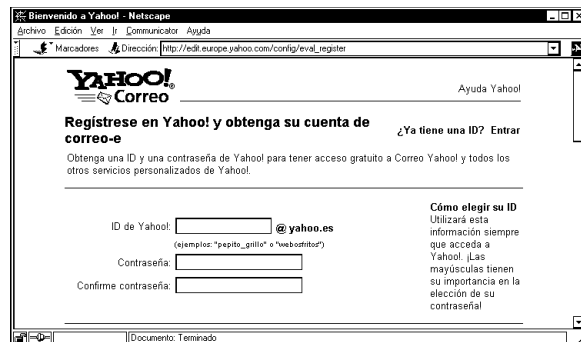 Bienvenido a Yahoo! - Netscape
Archivo Edición Ver Ir Communicator Ayuda
Marcadores Dirección: http://edit.europe.yahoo.com/config/eval_register
YAHOO!
Correo
Ayuda Yahoo!
Regístrese en Yahoo! y obtenga su cuenta de
correo-e
¿Ya tiene una ID? Entrar
Obtenga una ID y una contraseña de Yahoo! para tener acceso gratuito a Correo Yahoo! y todos los
otros servicios personalizados de Yahoo!.
ID de Yahoo!: @ yahoo.es
(ejemplos: "pepito_grillo" o "webosfritos")
Contraseña:
Confirme contraseña:
Cómo elegir su ID
Utilizará esta
información siempre
que acceda a
Yahoo!. ¡Las
mayúsculas tienen
su importancia en la
elección de su
contraseña!
Documento: Terminado